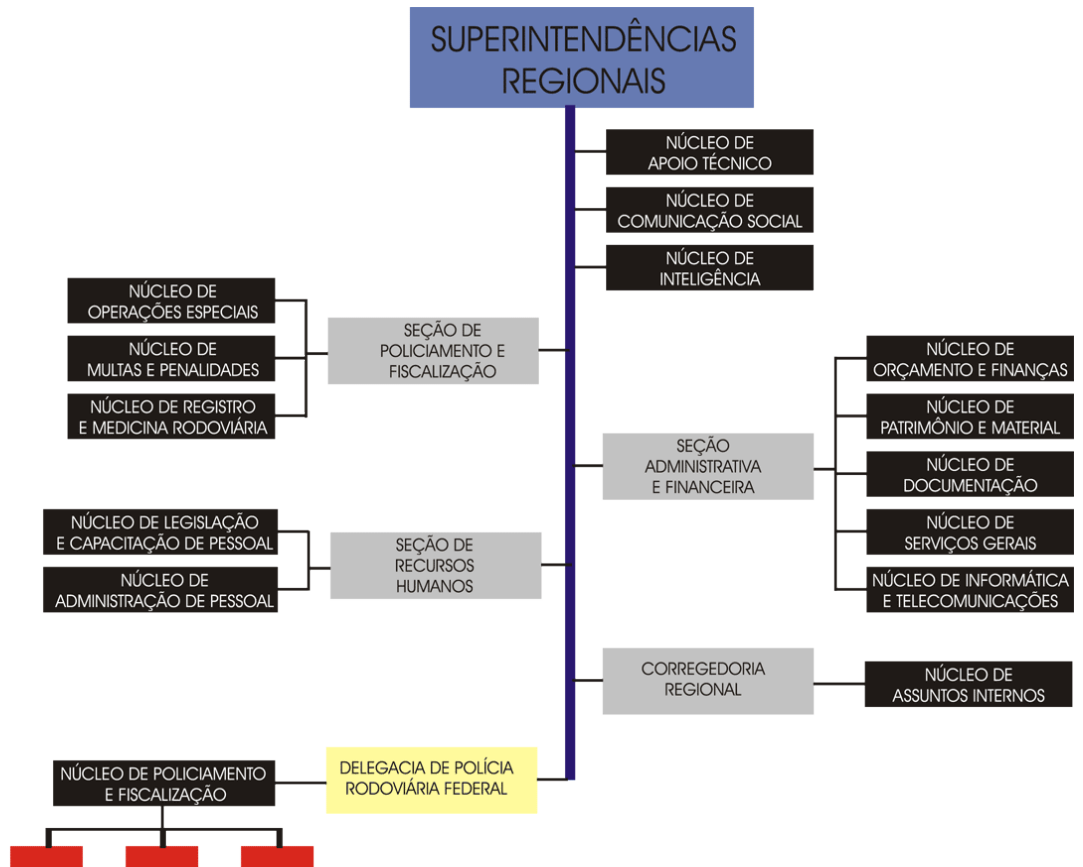 SUPERINTENDÊNCIAS
REGIONAIS
NÚCLEO DE
APOIO TÉCNICO
NÚCLEO DE
COMUNICAÇÃO SOCIAL
NÚCLEO DE
INTELIGÊNCIA
NÚCLEO DE
OPERAÇÕES ESPECIAIS
NÚCLEO DE
MULTAS E PENALIDADES
NÚCLEO DE REGISTRO
E MEDICINA RODOVIÁRIA
SEÇÃO DE
POLICIAMENTO E
FISCALIZAÇÃO
SEÇÃO
ADMINISTRATIVA
E FINANCEIRA
NÚCLEO DE
ORÇAMENTO E FINANÇAS
NÚCLEO DE
PATRIMÔNIO E MATERIAL
NÚCLEO DE
DOCUMENTAÇÃO
NÚCLEO DE
SERVIÇOS GERAIS
NÚCLEO DE INFORMÁTICA
E TELECOMUNICAÇÕES
NÚCLEO DE LEGISLAÇÃO
E CAPACITAÇÃO DE PESSOAL
NÚCLEO DE
ADMINISTRAÇÃO DE PESSOAL
SEÇÃO DE
RECURSOS
HUMANOS
CORREGEDORIA
REGIONAL
NÚCLEO DE
ASSUNTOS INTERNOS
NÚCLEO DE POLICIAMENTO
E FISCALIZAÇÃO
DELEGACIA DE POLÍCIA
RODOVIÁRIA FEDERAL